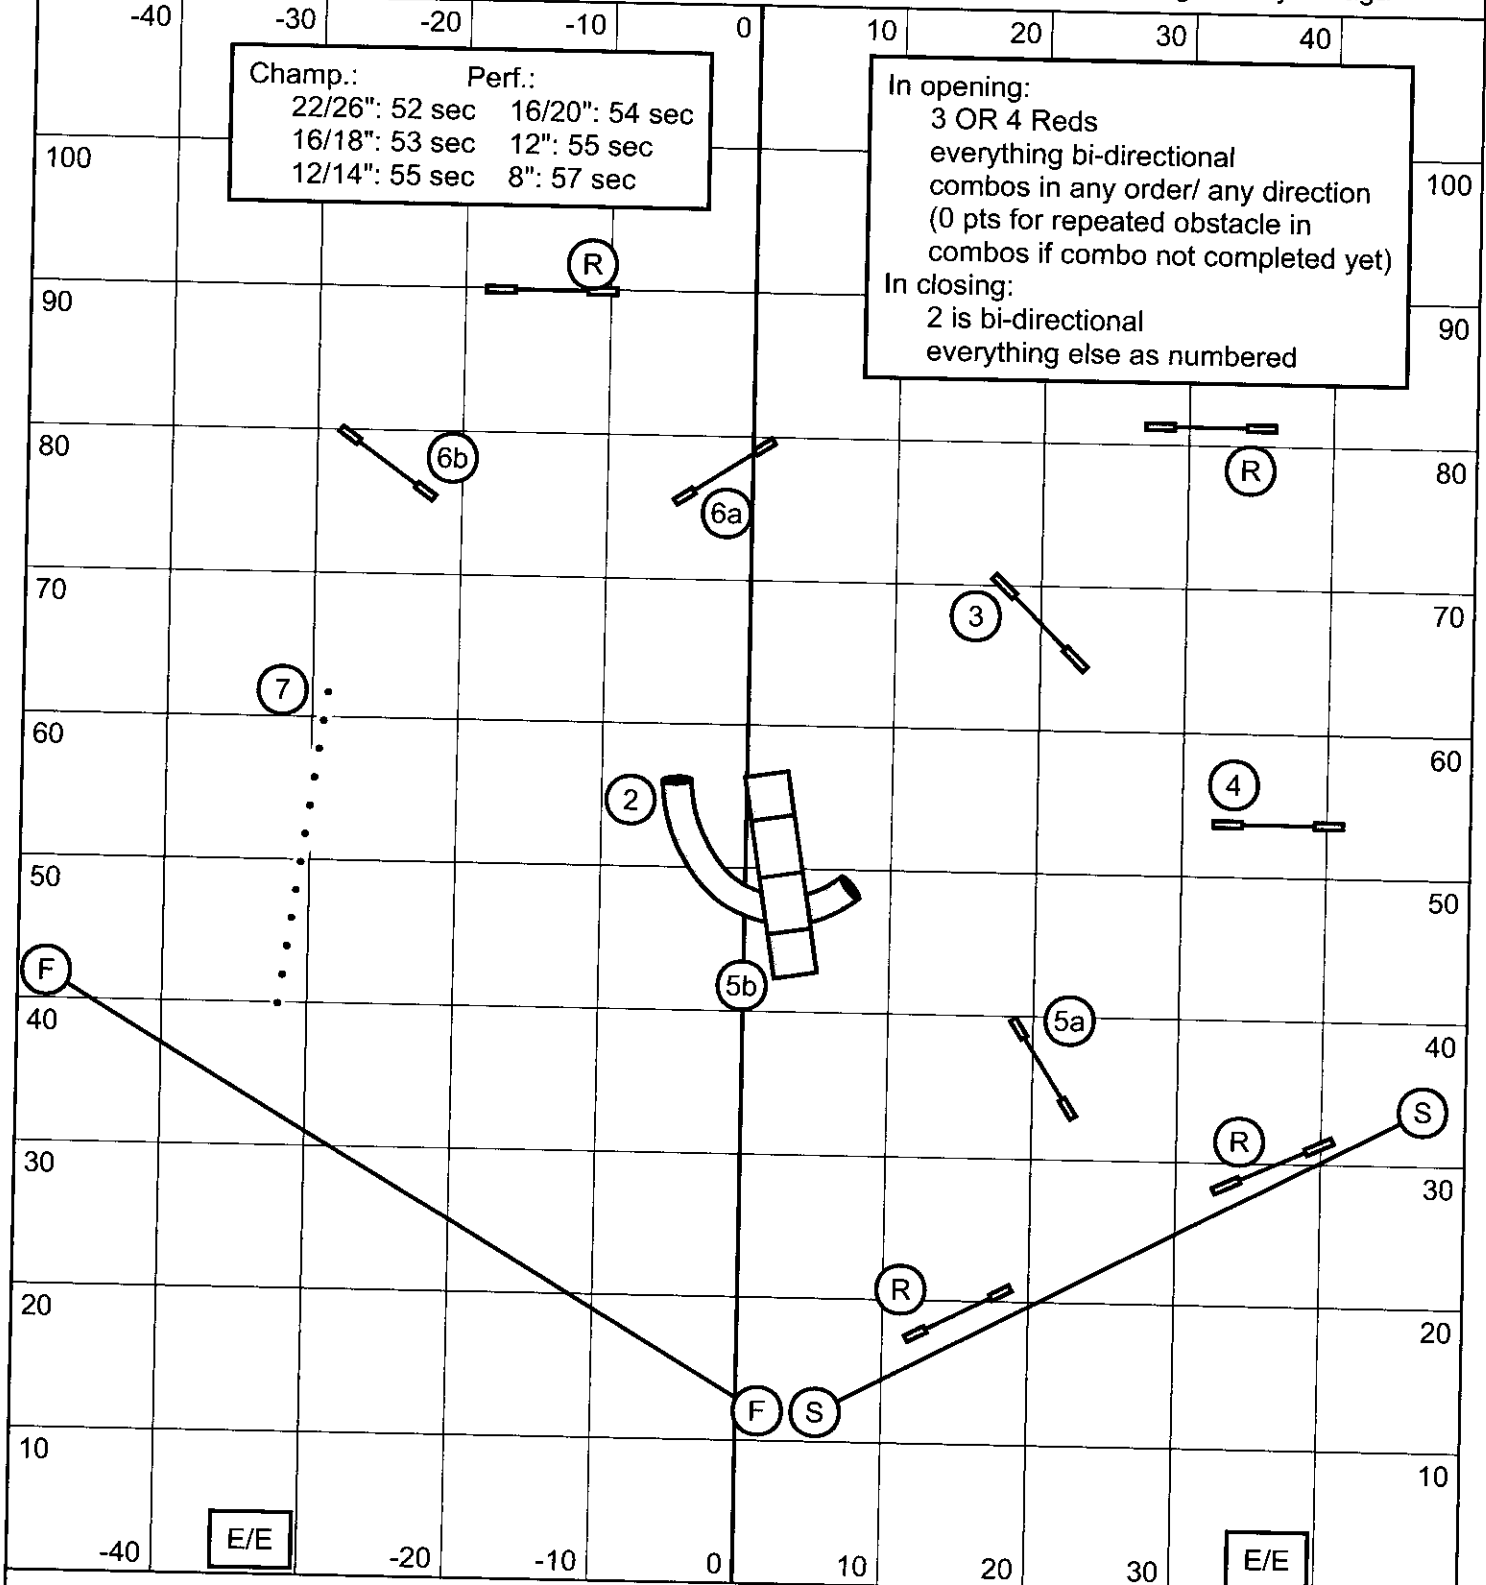 -40 -30 -20 -10 0 10 20 30 40
Champ.: Perf.:
22/26": 52 sec 16/20": 54 sec
16/18": 53 sec 12": 55 sec
12/14": 55 sec 8": 57 sec
In opening:
3 OR 4 Reds
everything bi-directional
combos in any order/ any direction
(0 pts for repeated obstacle in
combos if combo not completed yet)
In closing:
2 is bi-directional
everything else as numbered
100 100
R
90 90
80 6b 6a R 80
70 3 70
7
60 60
2 4
50 50
F 5b 5a
40 40
R S
30 30
R
20 20
F S
10 10
E/E E/E
-40 -20 -10 0 10 20 30